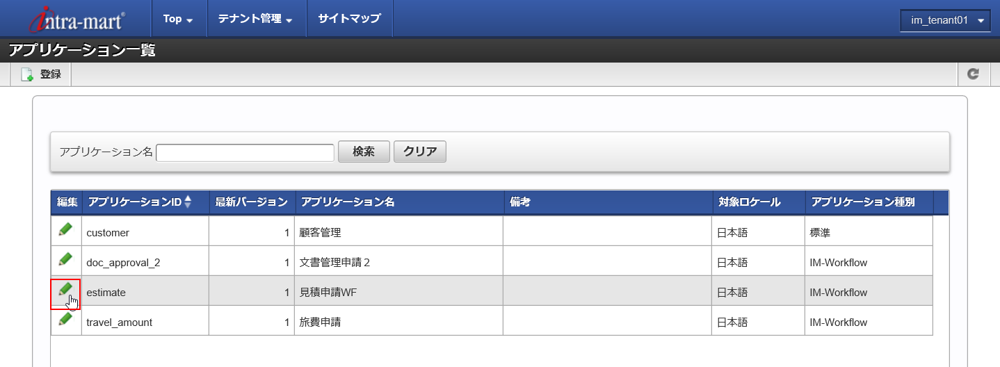 intra-mart Top テナント管理 サイトマップ im_tenant01
アプリケーション一覧
登録
アプリケーション名 検索 クリア
編集 アプリケーションID 最新バージョン アプリケーション名 備考 対象ロケール アプリケーション種別
customer 1 顧客管理 日本語 標準
doc_approval_2 1 文書管理申請２ 日本語 IM-Workflow
estimate 1 見積申請WF 日本語 IM-Workflow
travel_amount 1 旅費申請 日本語 IM-Workflow